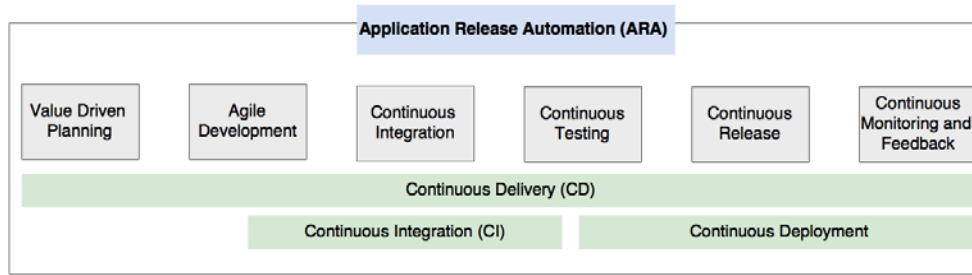 Application Release Automation (ARA)
Value Driven
Planning
Agile
Development
Continuous
Integration
Continuous
Testing
Continuous
Release
Continuous
Monitoring and
Feedback
Continuous Delivery (CD)
Continuous Integration (CI)
Continuous Deployment